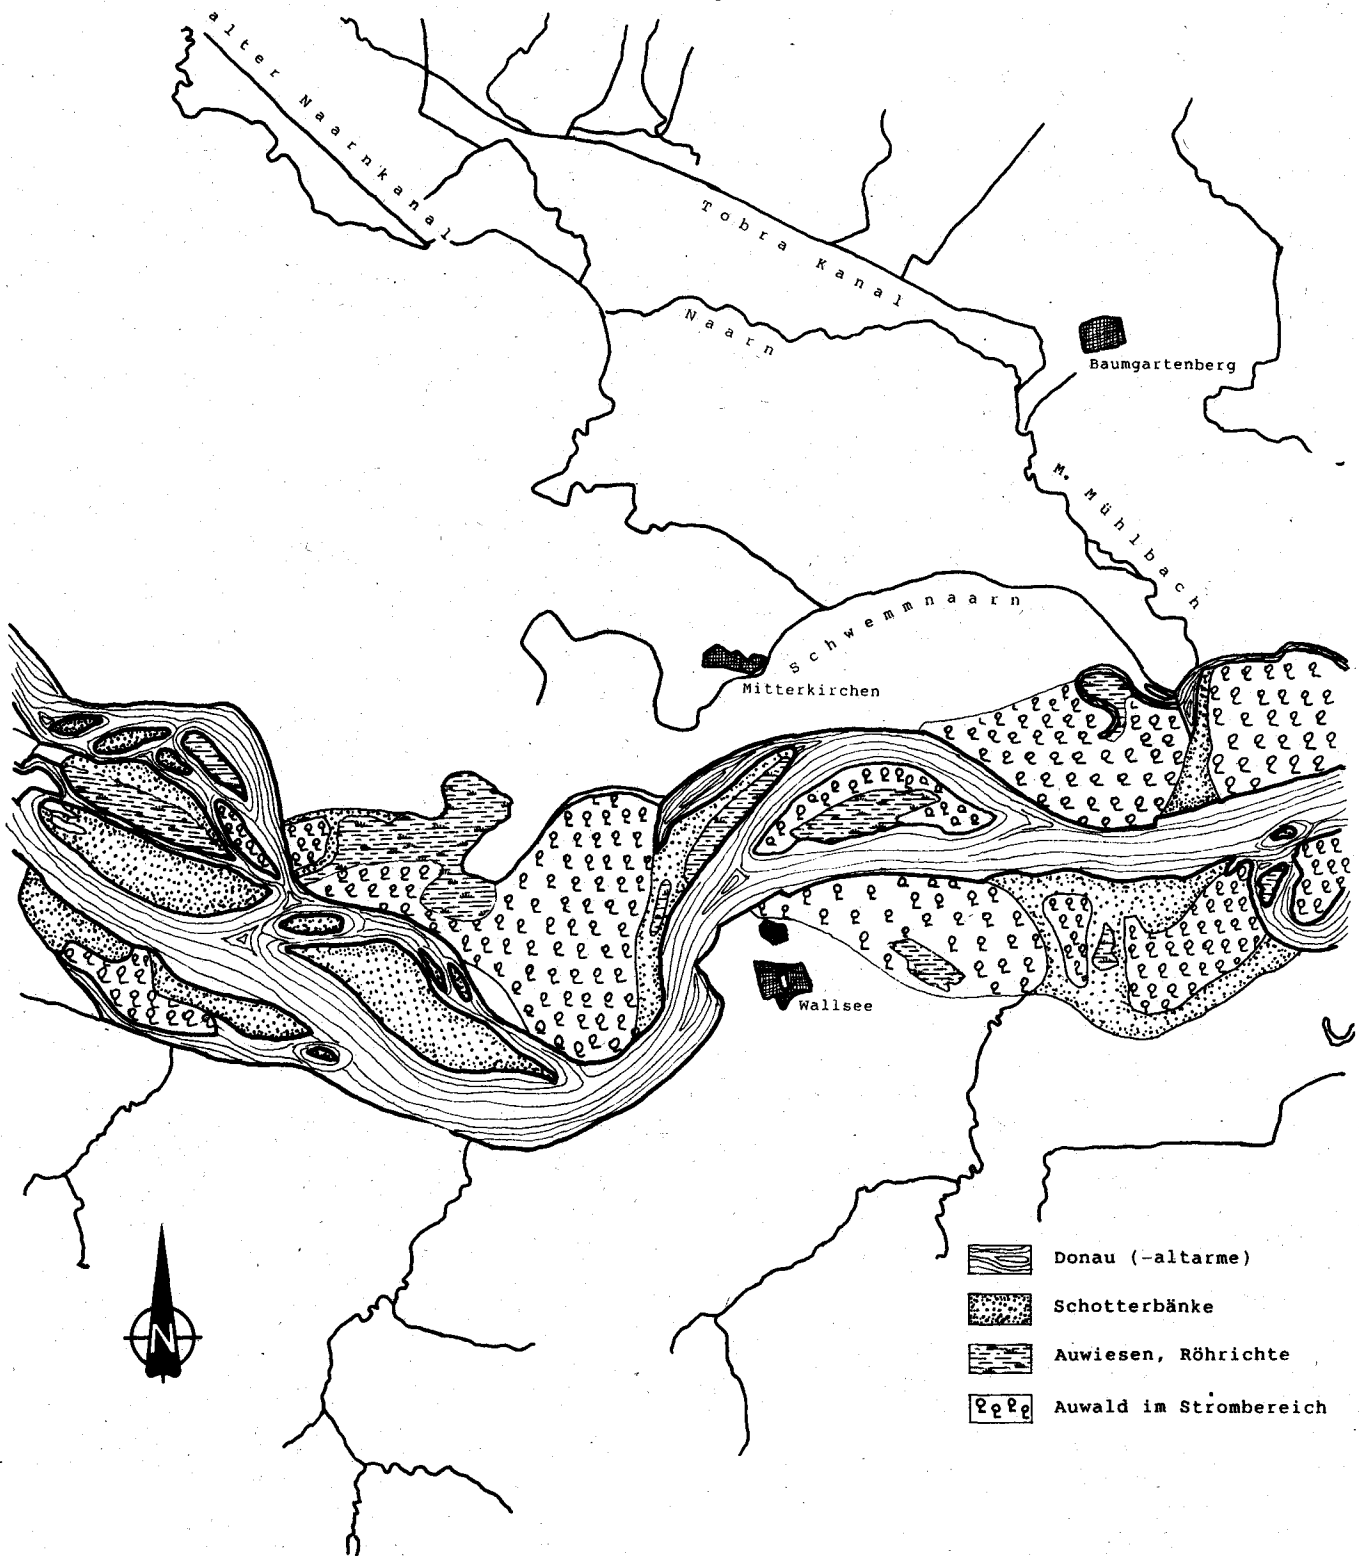 alter Naarnkanal
Tobra Kanal
Naarn
Baumgartenberg
M. Mühlbach
Schwemmnaarn
Mitterkirchen
Wallsee
N
Donau (-altarme)
Schotterbänke
Auwiesen, Röhrichte
Auwald im Strombereich